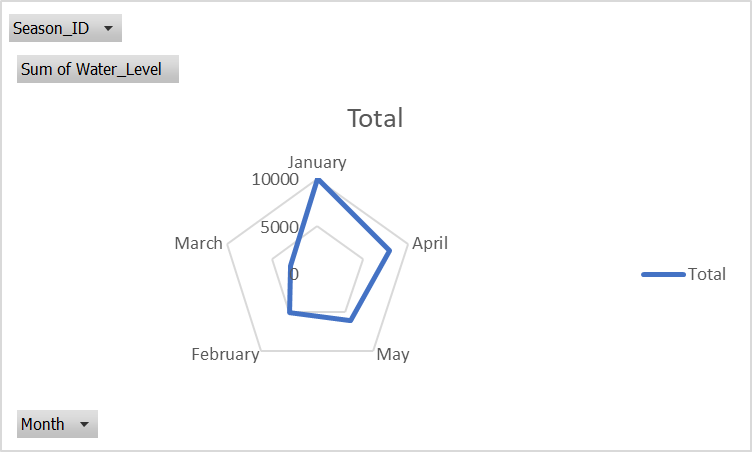 Season_ID
Sum of Water_Level
Total
January
10000
5000
0
March
April
Total
February
May
Month